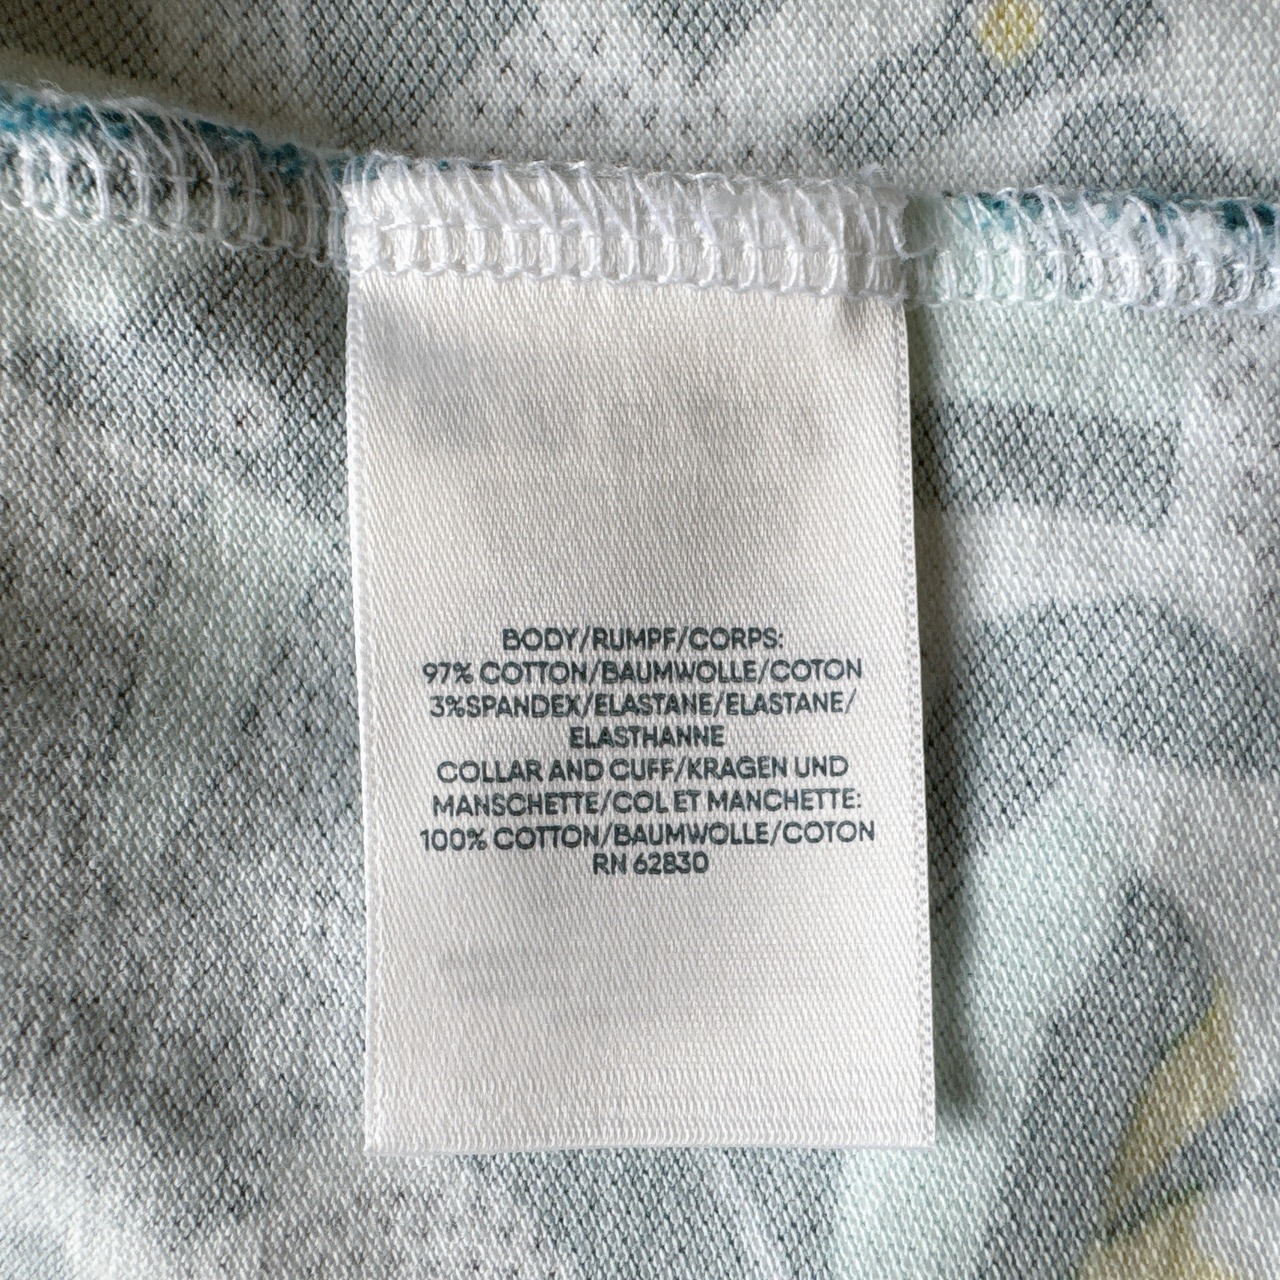 BODY/RUMPF/CORPS:
97% COTTON/BAUMWOLLE/COTON
3%SPANDEX/ELASTANE/ELASTANE/
ELASTHANNE
COLLAR AND CUFF/KRAGEN UND
MANSCHETTE/COL ET MANCHETTE:
100% COTTON/BAUMWOLLE/COTON
RN 62830